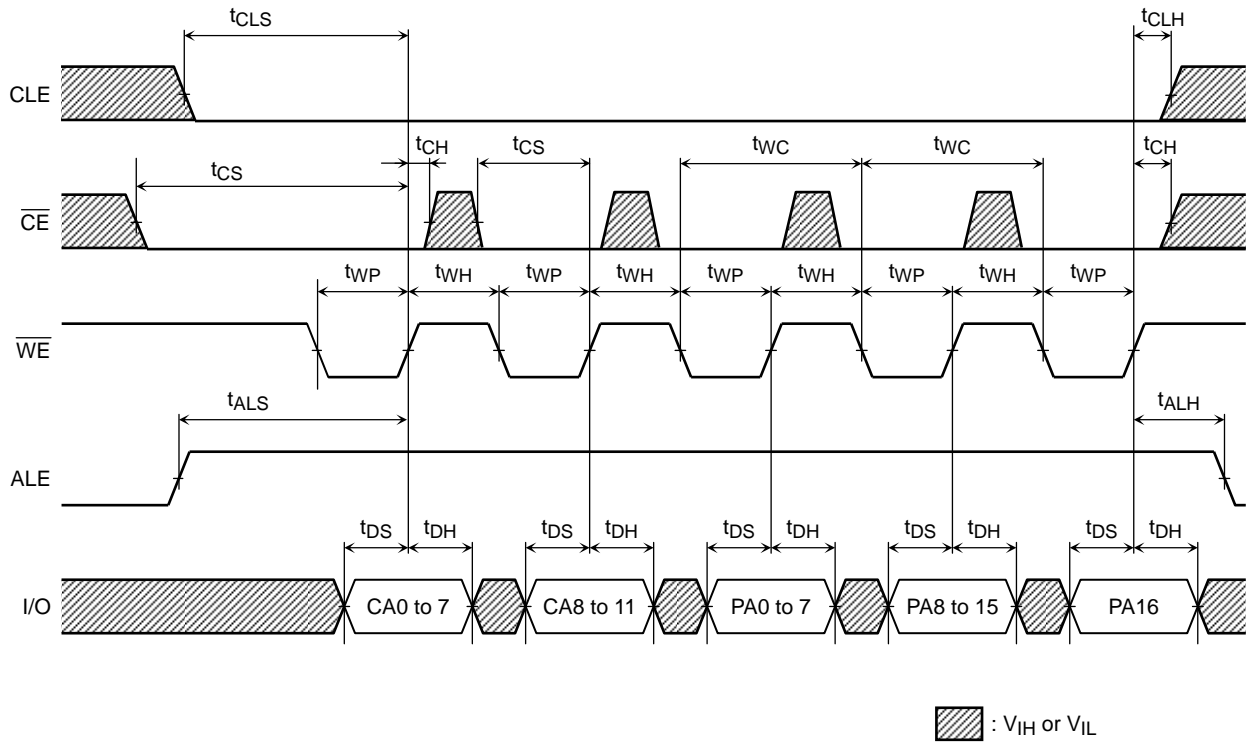 tCLS tCLH
CLE
tCH tCS tWC tWC tCH
tCS
CE
tWP tWH tWP tWH tWP tWH tWP tWH tWP
WE
tALS tALH
ALE
tDS tDH tDS tDH tDS tDH tDS tDH tDS tDH
I/O CA0 to 7 CA8 to 11 PA0 to 7 PA8 to 15 PA16
: VIH or VIL